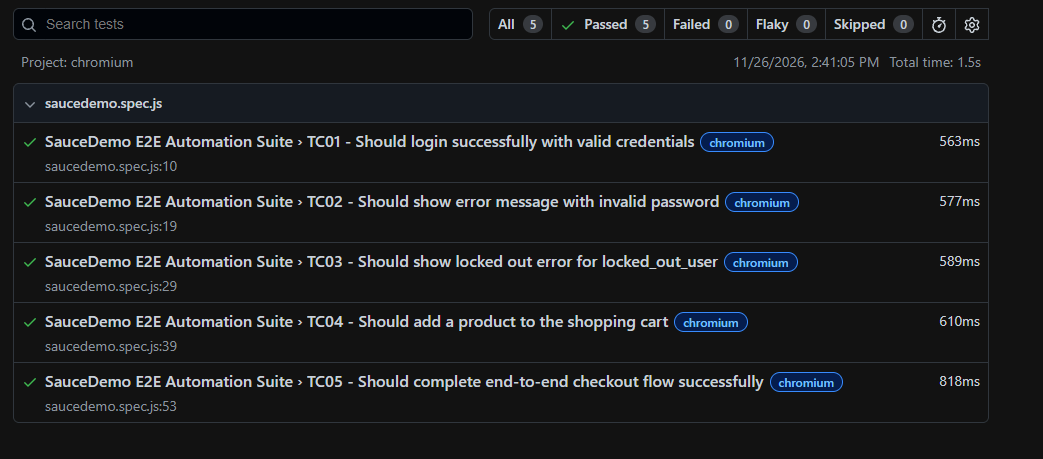 Search tests
All 5 Passed 5 Failed 0 Flaky 0 Skipped 0
Project: chromium
11/26/2026, 2:41:05 PM Total time: 1.5s
saucedemo.spec.js
SauceDemo E2E Automation Suite › TC01 - Should login successfully with valid credentials chromium 563ms
saucedemo.spec.js:10
SauceDemo E2E Automation Suite › TC02 - Should show error message with invalid password chromium 577ms
saucedemo.spec.js:19
SauceDemo E2E Automation Suite › TC03 - Should show locked out error for locked_out_user chromium 589ms
saucedemo.spec.js:29
SauceDemo E2E Automation Suite › TC04 - Should add a product to the shopping cart chromium 610ms
saucedemo.spec.js:39
SauceDemo E2E Automation Suite › TC05 - Should complete end-to-end checkout flow successfully chromium 818ms
saucedemo.spec.js:53